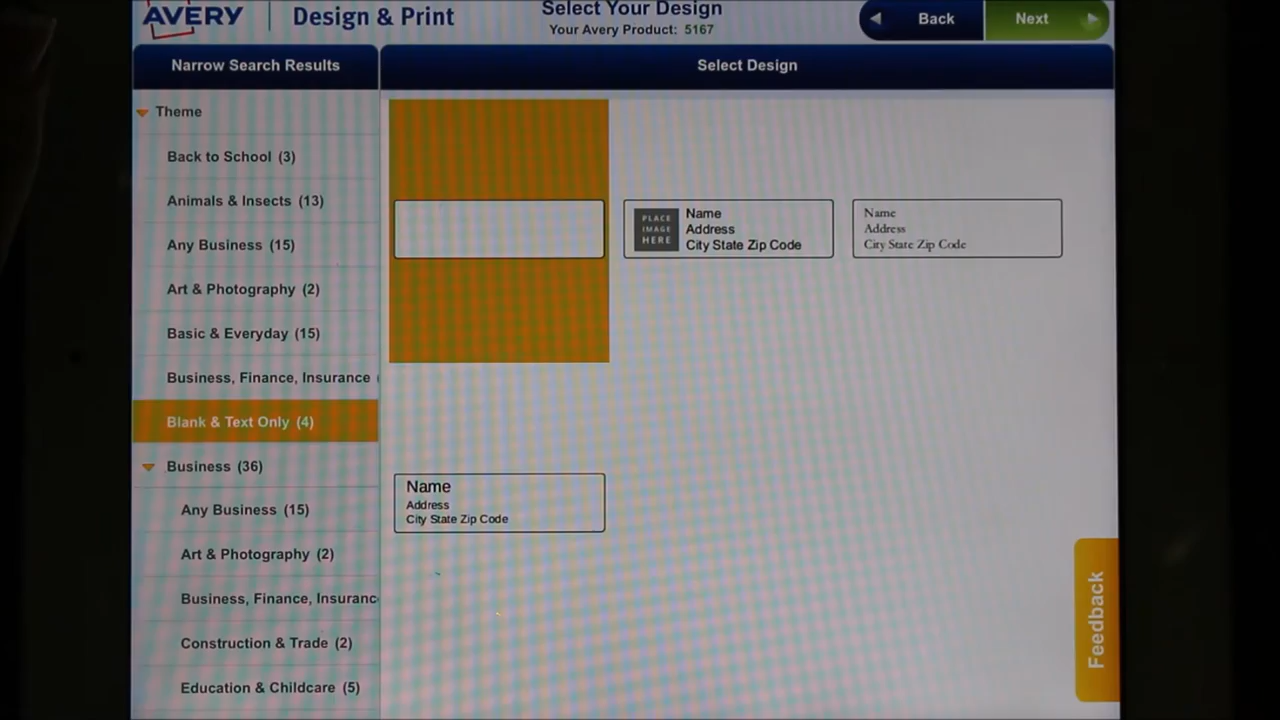 AVERY
Design & Print
Select Your Design
Your Avery Product: 5167
Back
Next
Narrow Search Results
Select Design
Theme
Back to School (3)
Animals & Insects (13)
Any Business (15)
Art & Photography (2)
Basic & Everyday (15)
Business, Finance, Insurance (
Blank & Text Only (4)
Business (36)
Any Business (15)
Art & Photography (2)
Business, Finance, Insuranc
Construction & Trade (2)
Education & Childcare (5)
PLACE
IMAGE
HERE
Name
Address
City State Zip Code
Name
Address
City State Zip Code
Name
Address
City State Zip Code
Feedback